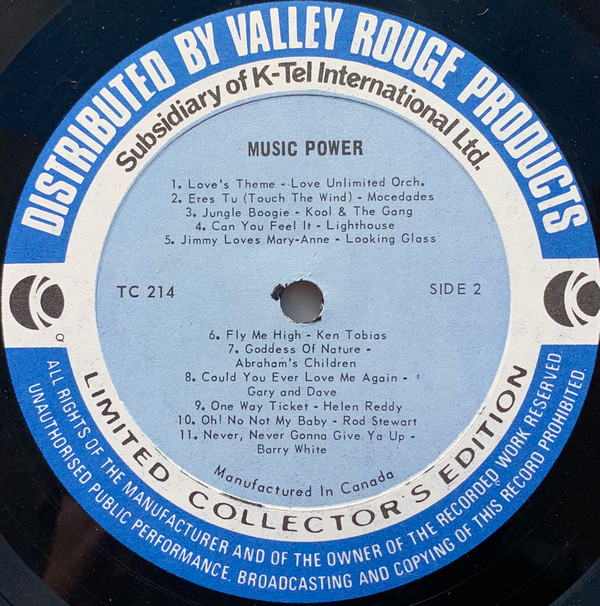 DISTRIBUTED BY VALLEY ROUGE PRODUCTS
Subsidiary of K-Tel International Ltd.
MUSIC POWER
1. Love's Theme - Love Unlimited Orch.
2. Eres Tu (Touch The Wind) - Mocedades
3. Jungle Boogie - Kool & The Gang
4. Can You Feel It - Lighthouse
5. Jimmy Loves Mary-Anne - Looking Glass
TC 214
SIDE 2
6. Fly Me High - Ken Tobias
7. Goddess Of Nature -
Abraham's Children
8. Could You Ever Love Me Again -
Gary and Dave
9. One Way Ticket - Helen Reddy
10. Oh! No Not My Baby - Rod Stewart
11. Never, Never Gonna Give Ya Up -
Barry White
Manufactured In Canada
LIMITED COLLECTOR'S EDITION
ALL RIGHTS OF THE MANUFACTURER AND OF THE OWNER OF THE RECORDED WORK RESERVED
UNAUTHORISED PUBLIC PERFORMANCE, BROADCASTING AND COPYING OF THIS RECORD PROHIBITED.